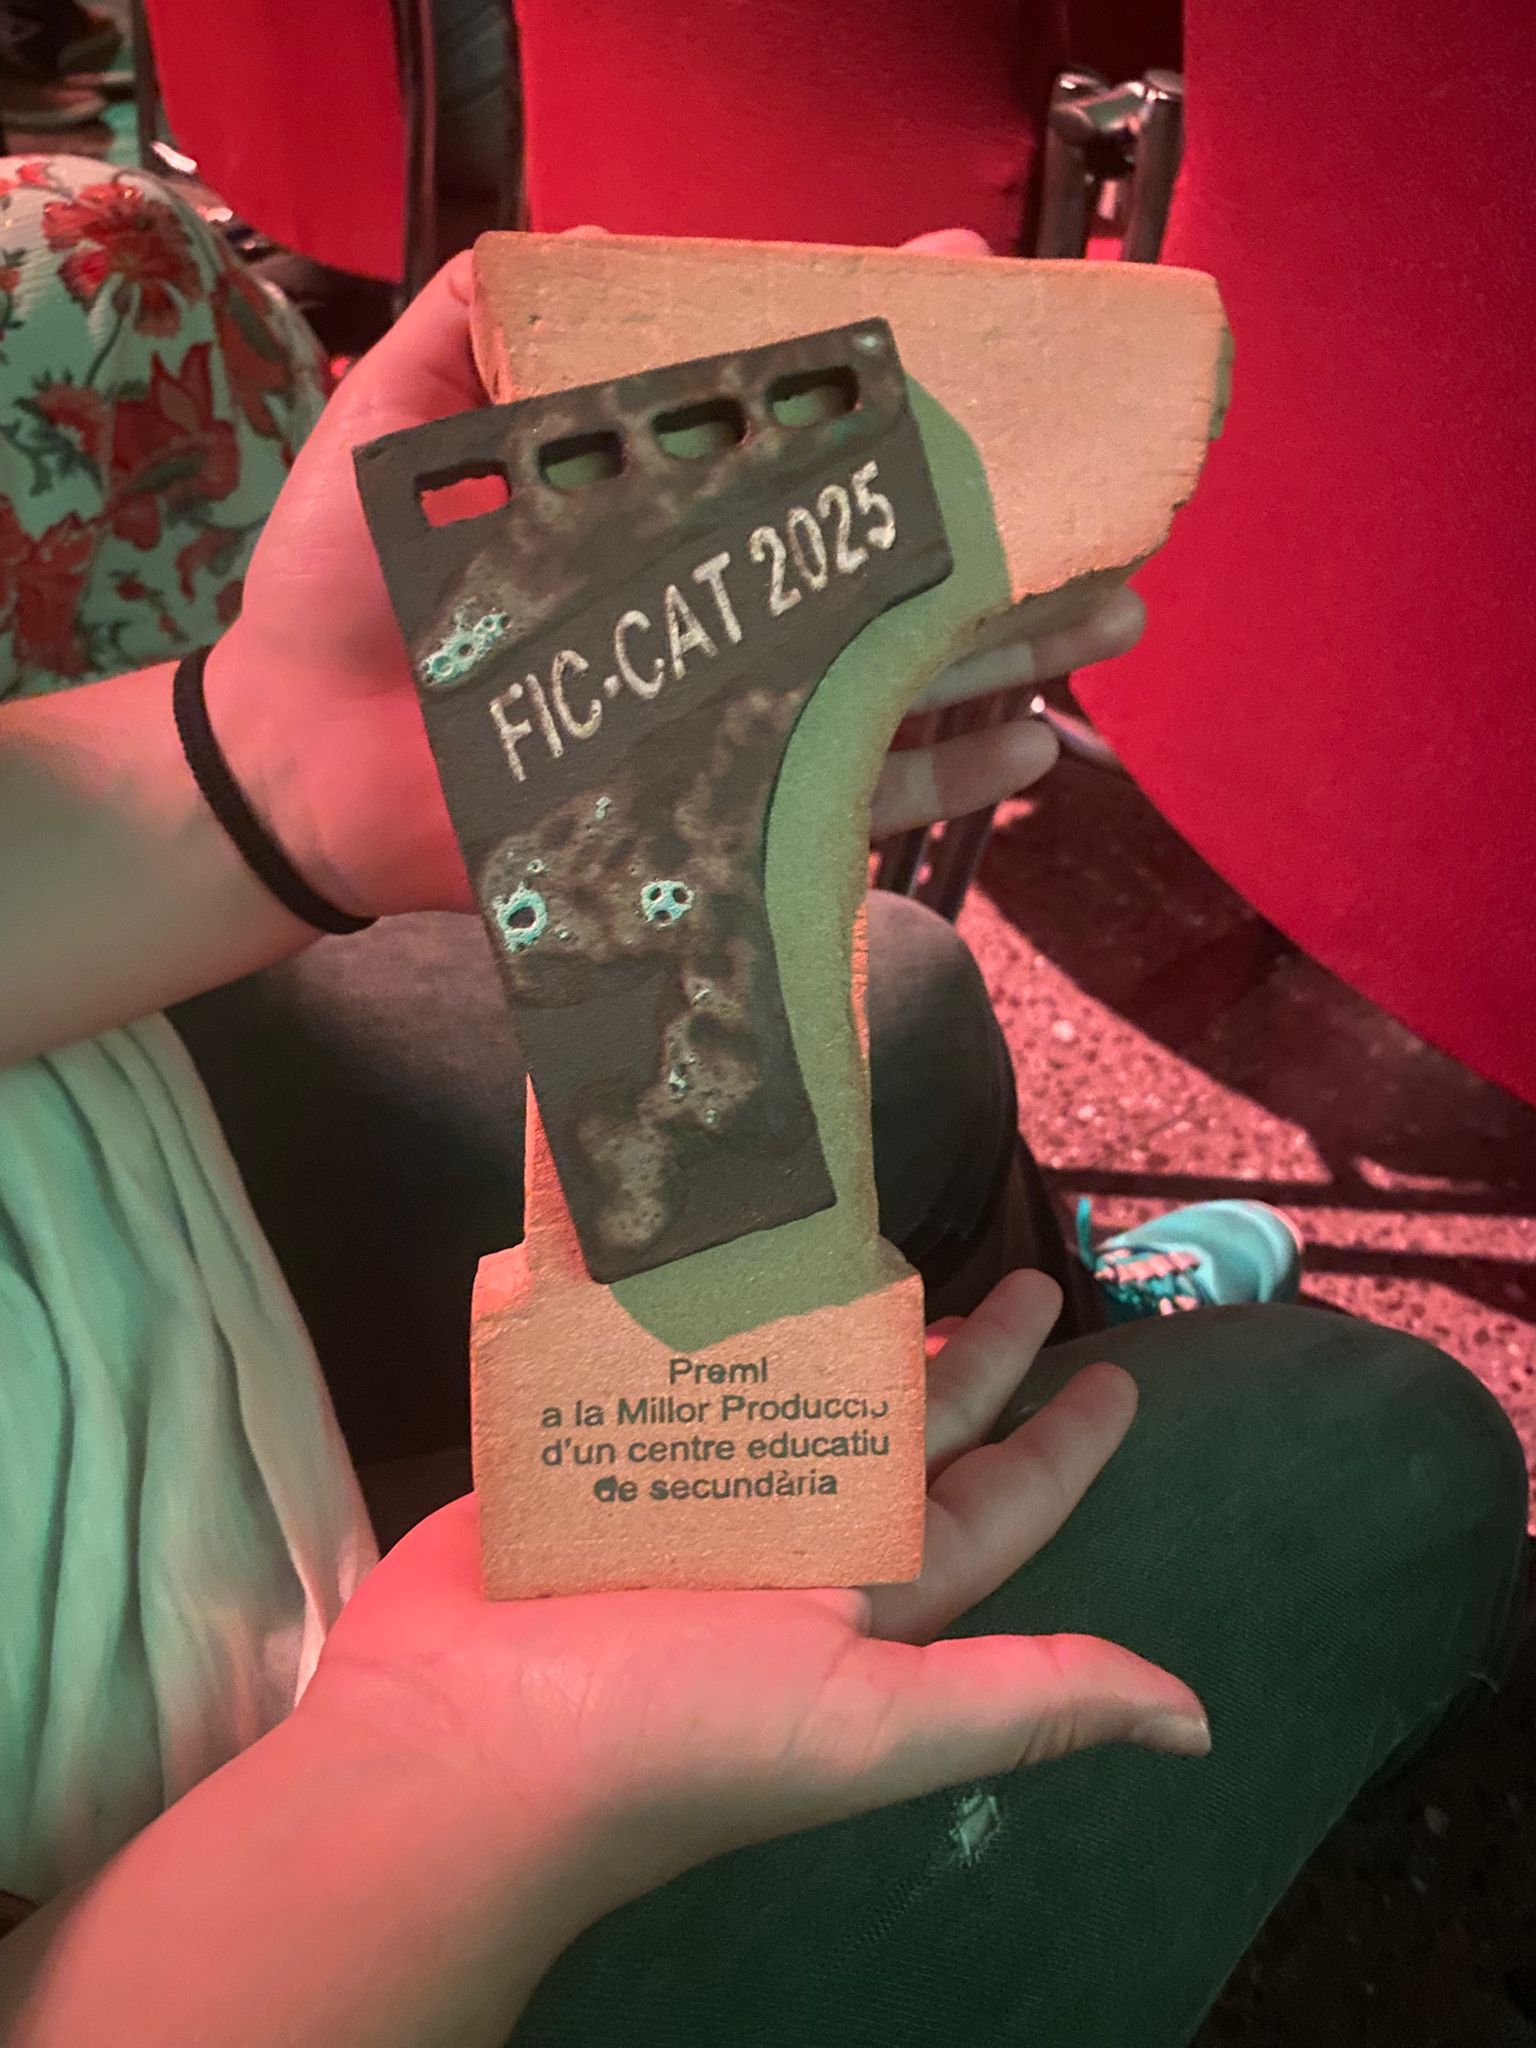 FIC-CAT 2025
Premi
a la Millor Producció
d'un centre educatiu
de secundària